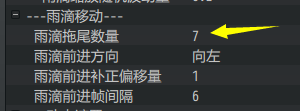 ---雨滴移动---
雨滴拖尾数量 7
雨滴前进方向 向左
雨滴前进补正偏移量 1
雨滴前进帧间隔 6